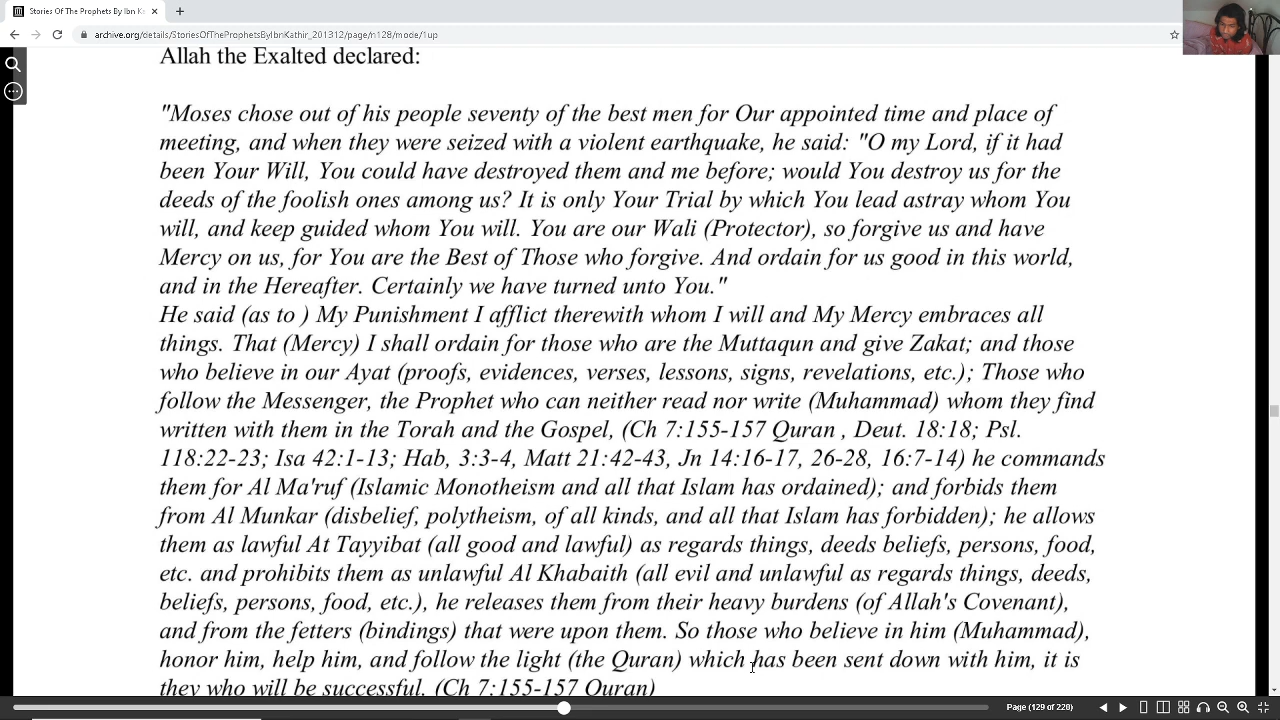 Stories Of The Prophets By Ibn K
archive.org/details/StoriesOfTheProphetsByIbnKathir_201312/page/n128/mode/1up
Allah the Exalted declared:
"Moses chose out of his people seventy of the best men for Our appointed time and place of
meeting, and when they were seized with a violent earthquake, he said: "O my Lord, if it had
been Your Will, You could have destroyed them and me before; would You destroy us for the
deeds of the foolish ones among us? It is only Your Trial by which You lead astray whom You
will, and keep guided whom You will. You are our Wali (Protector), so forgive us and have
Mercy on us, for You are the Best of Those who forgive. And ordain for us good in this world,
and in the Hereafter. Certainly we have turned unto You."
He said (as to ) My Punishment I afflict therewith whom I will and My Mercy embraces all
things. That (Mercy) I shall ordain for those who are the Muttaqun and give Zakat; and those
who believe in our Ayat (proofs, evidences, verses, lessons, signs, revelations, etc.); Those who
follow the Messenger, the Prophet who can neither read nor write (Muhammad) whom they find
written with them in the Torah and the Gospel, (Ch 7:155-157 Quran , Deut. 18:18; Psl.
118:22-23; Isa 42:1-13; Hab, 3:3-4, Matt 21:42-43, Jn 14:16-17, 26-28, 16:7-14) he commands
them for Al Ma'ruf (Islamic Monotheism and all that Islam has ordained); and forbids them
from Al Munkar (disbelief, polytheism, of all kinds, and all that Islam has forbidden); he allows
them as lawful At Tayyibat (all good and lawful) as regards things, deeds beliefs, persons, food,
etc. and prohibits them as unlawful Al Khabaith (all evil and unlawful as regards things, deeds,
beliefs, persons, food, etc.), he releases them from their heavy burdens (of Allah's Covenant),
and from the fetters (bindings) that were upon them. So those who believe in him (Muhammad),
honor him, help him, and follow the light (the Quran) which has been sent down with him, it is
they who will be successful. (Ch 7:155-157 Quran)
Page (129 of 228)